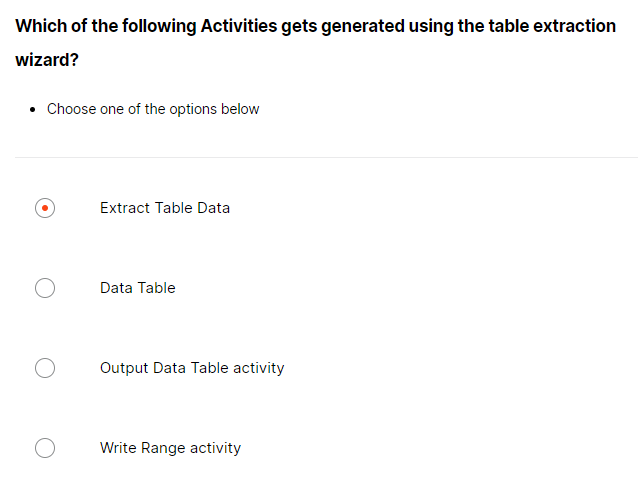 Which of the following Activities gets generated using the table extraction
wizard?
• Choose one of the options below
Extract Table Data
Data Table
Output Data Table activity
Write Range activity